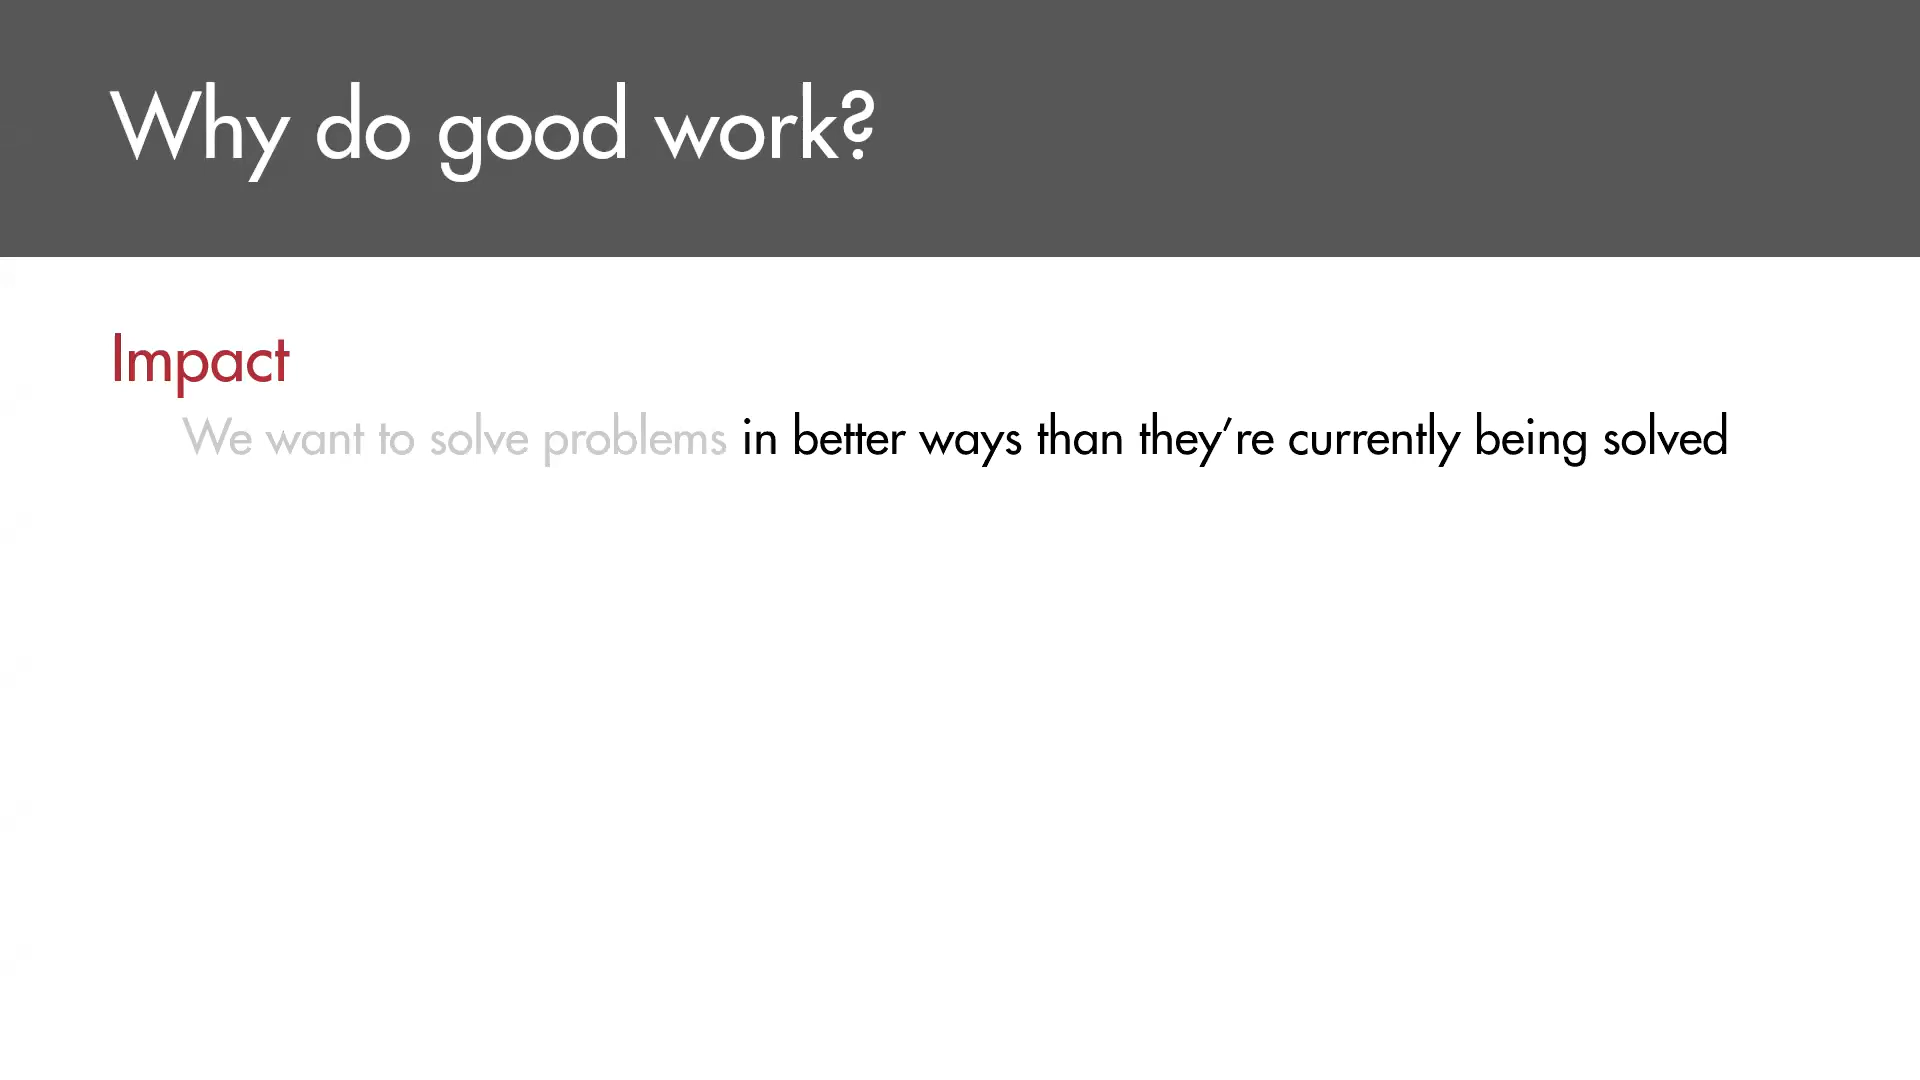 Why do good work?
Impact
We want to solve problems in better ways than they’re currently being solved